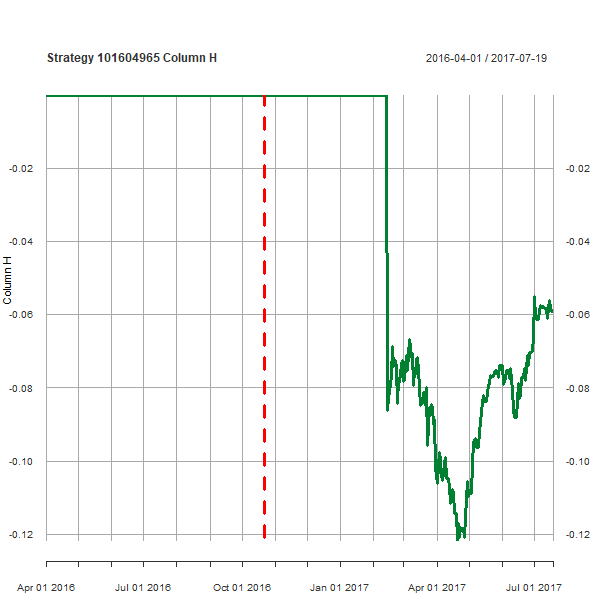 Strategy 101604965 Column H
2016-04-01 / 2017-07-19
-0.02 -0.02
-0.04 -0.04
-0.06 -0.06
-0.08 -0.08
-0.10 -0.10
-0.12 -0.12
Column H
Apr 01 2016 Jul 01 2016 Oct 01 2016 Jan 01 2017 Apr 01 2017 Jul 01 2017